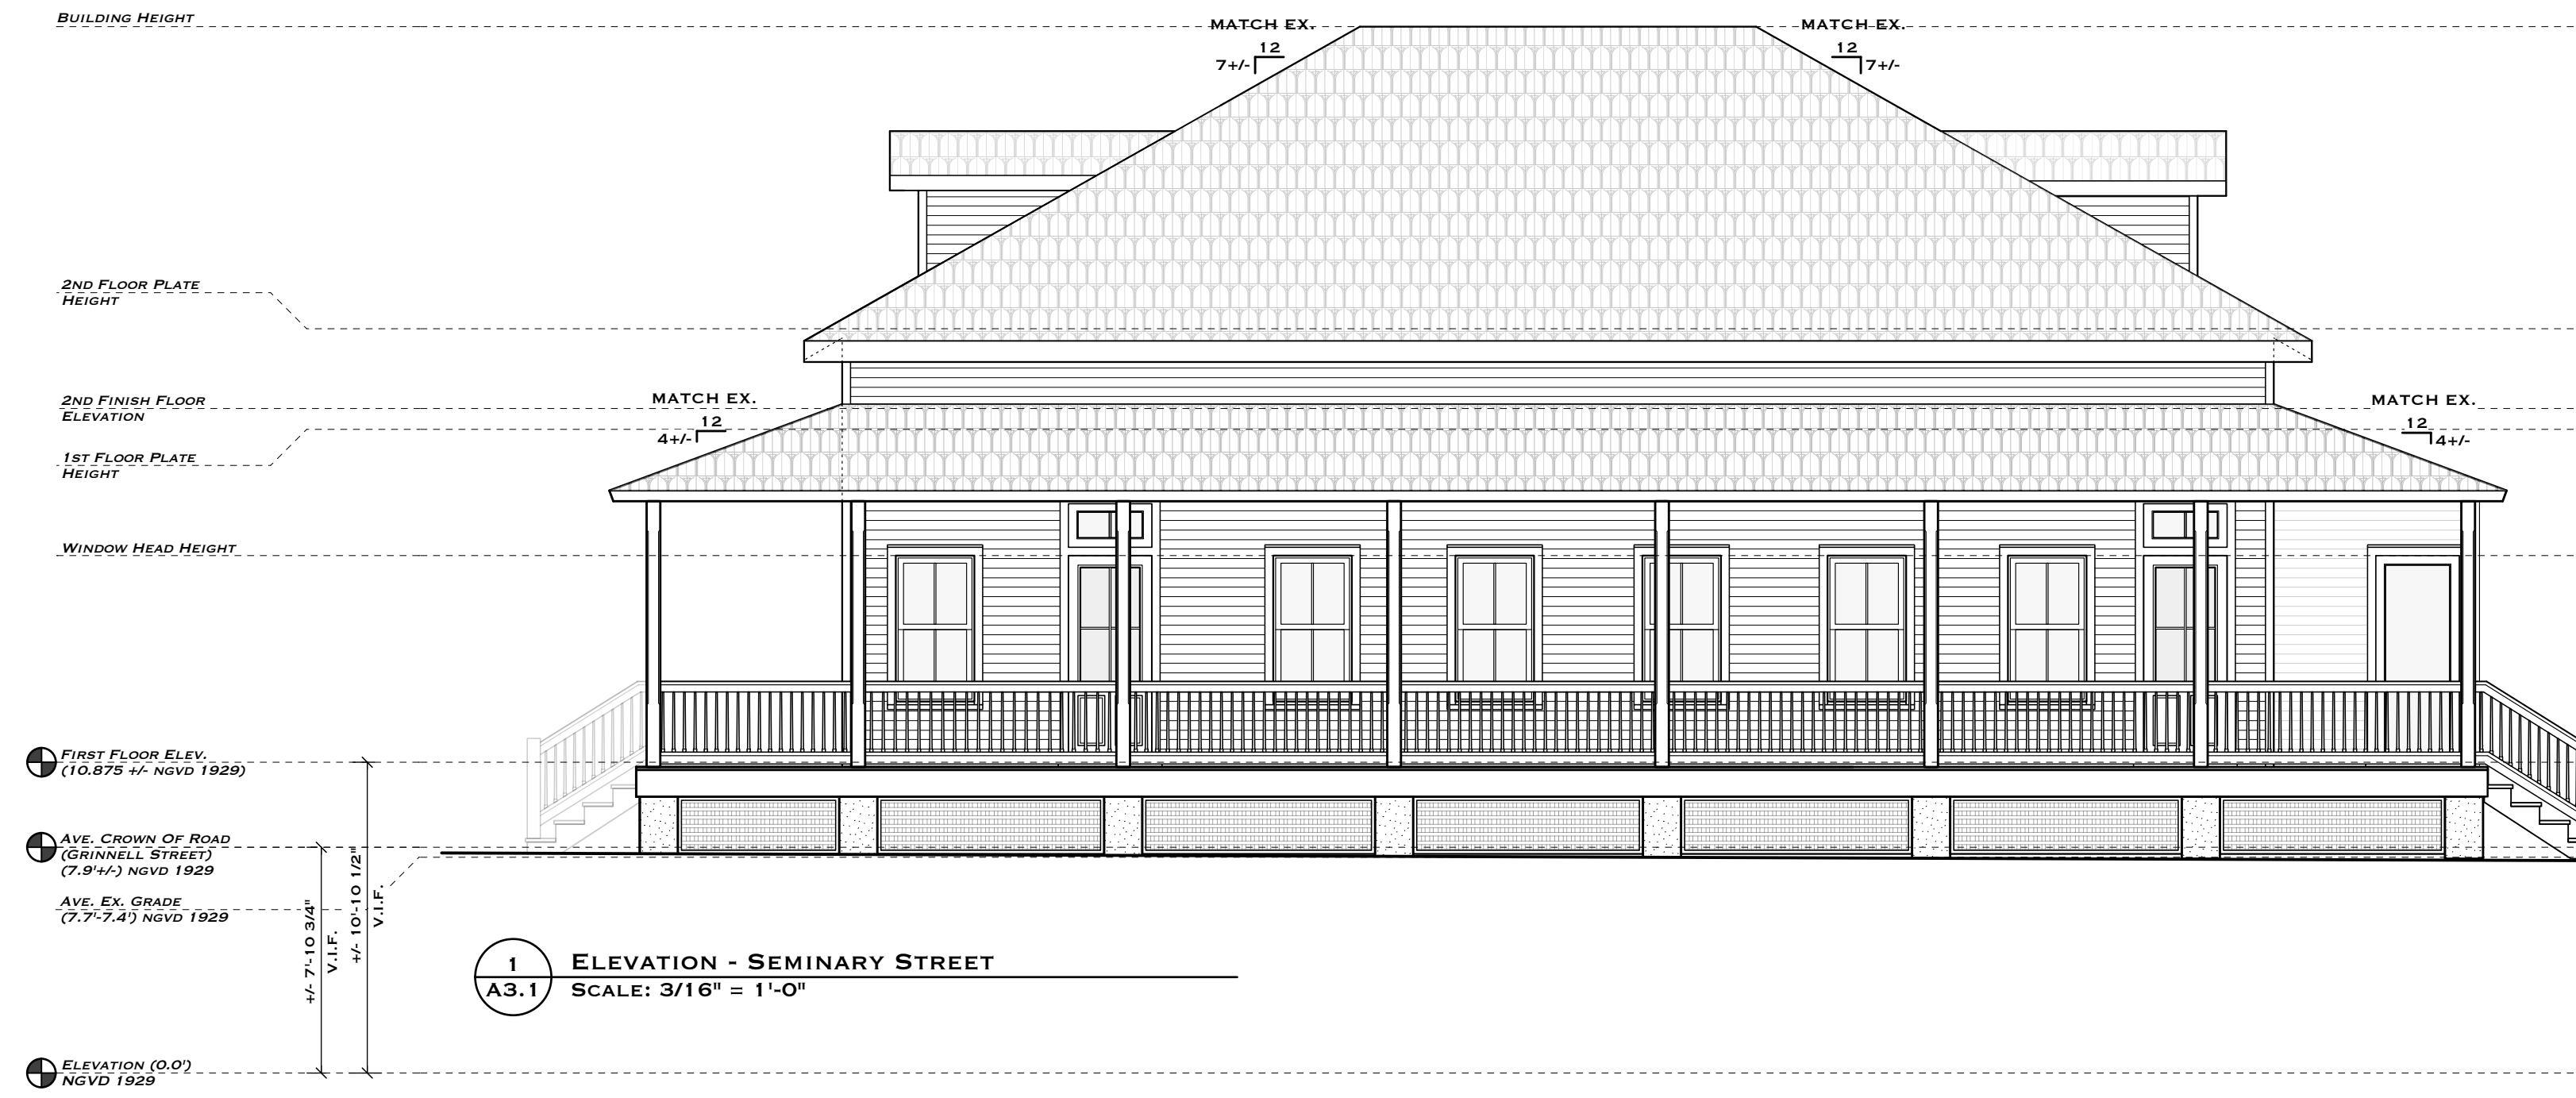 BUILDING HEIGHT
MATCH EX.
12
7+/-
MATCH EX.
12
7+/-
2ND FLOOR PLATE
HEIGHT
2ND FINISH FLOOR
ELEVATION
MATCH EX.
12
4+/-
MATCH EX.
12
4+/-
1ST FLOOR PLATE
HEIGHT
WINDOW HEAD HEIGHT
FIRST FLOOR ELEV.
(10.875 +/- NGVD 1929)
AVE. CROWN OF ROAD
(GRINNELL STREET)
(7.9'+/-) NGVD 1929
AVE. EX. GRADE
(7.7'-7.4') NGVD 1929
+/- 7'-10 3/4"
V.I.F.
+/- 10'-10 1/2"
V.I.F.
1
A3.1
ELEVATION - SEMINARY STREET
SCALE: 3/16" = 1'-0"
ELEVATION (0.0')
NGVD 1929